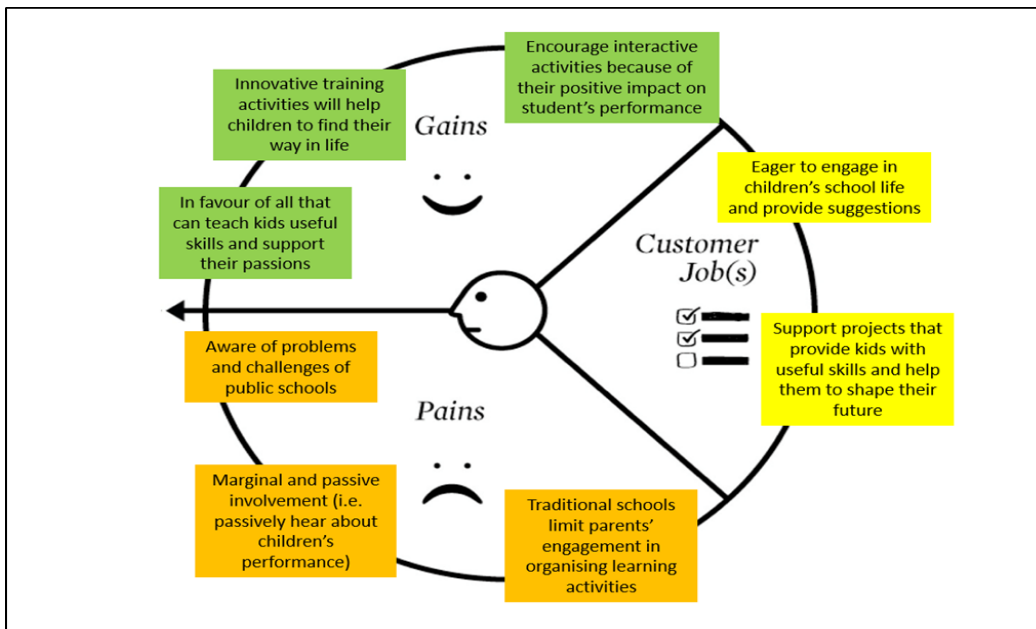 Encourage interactive
activities because of
their positive impact on
student's performance
Innovative training
activities will help
children to find their
way in life
Gains
In favour of all that
can teach kids useful
skills and support
their passions
Eager to engage in
children's school life
and provide suggestions
Customer
Job(s)
Support projects that
provide kids with
useful skills and help
them to shape their
future
Aware of problems
and challenges of
public schools
Pains
Marginal and passive
involvement (i.e.
passively hear about
children's
performance)
Traditional schools
limit parents'
engagement in
organising learning
activities